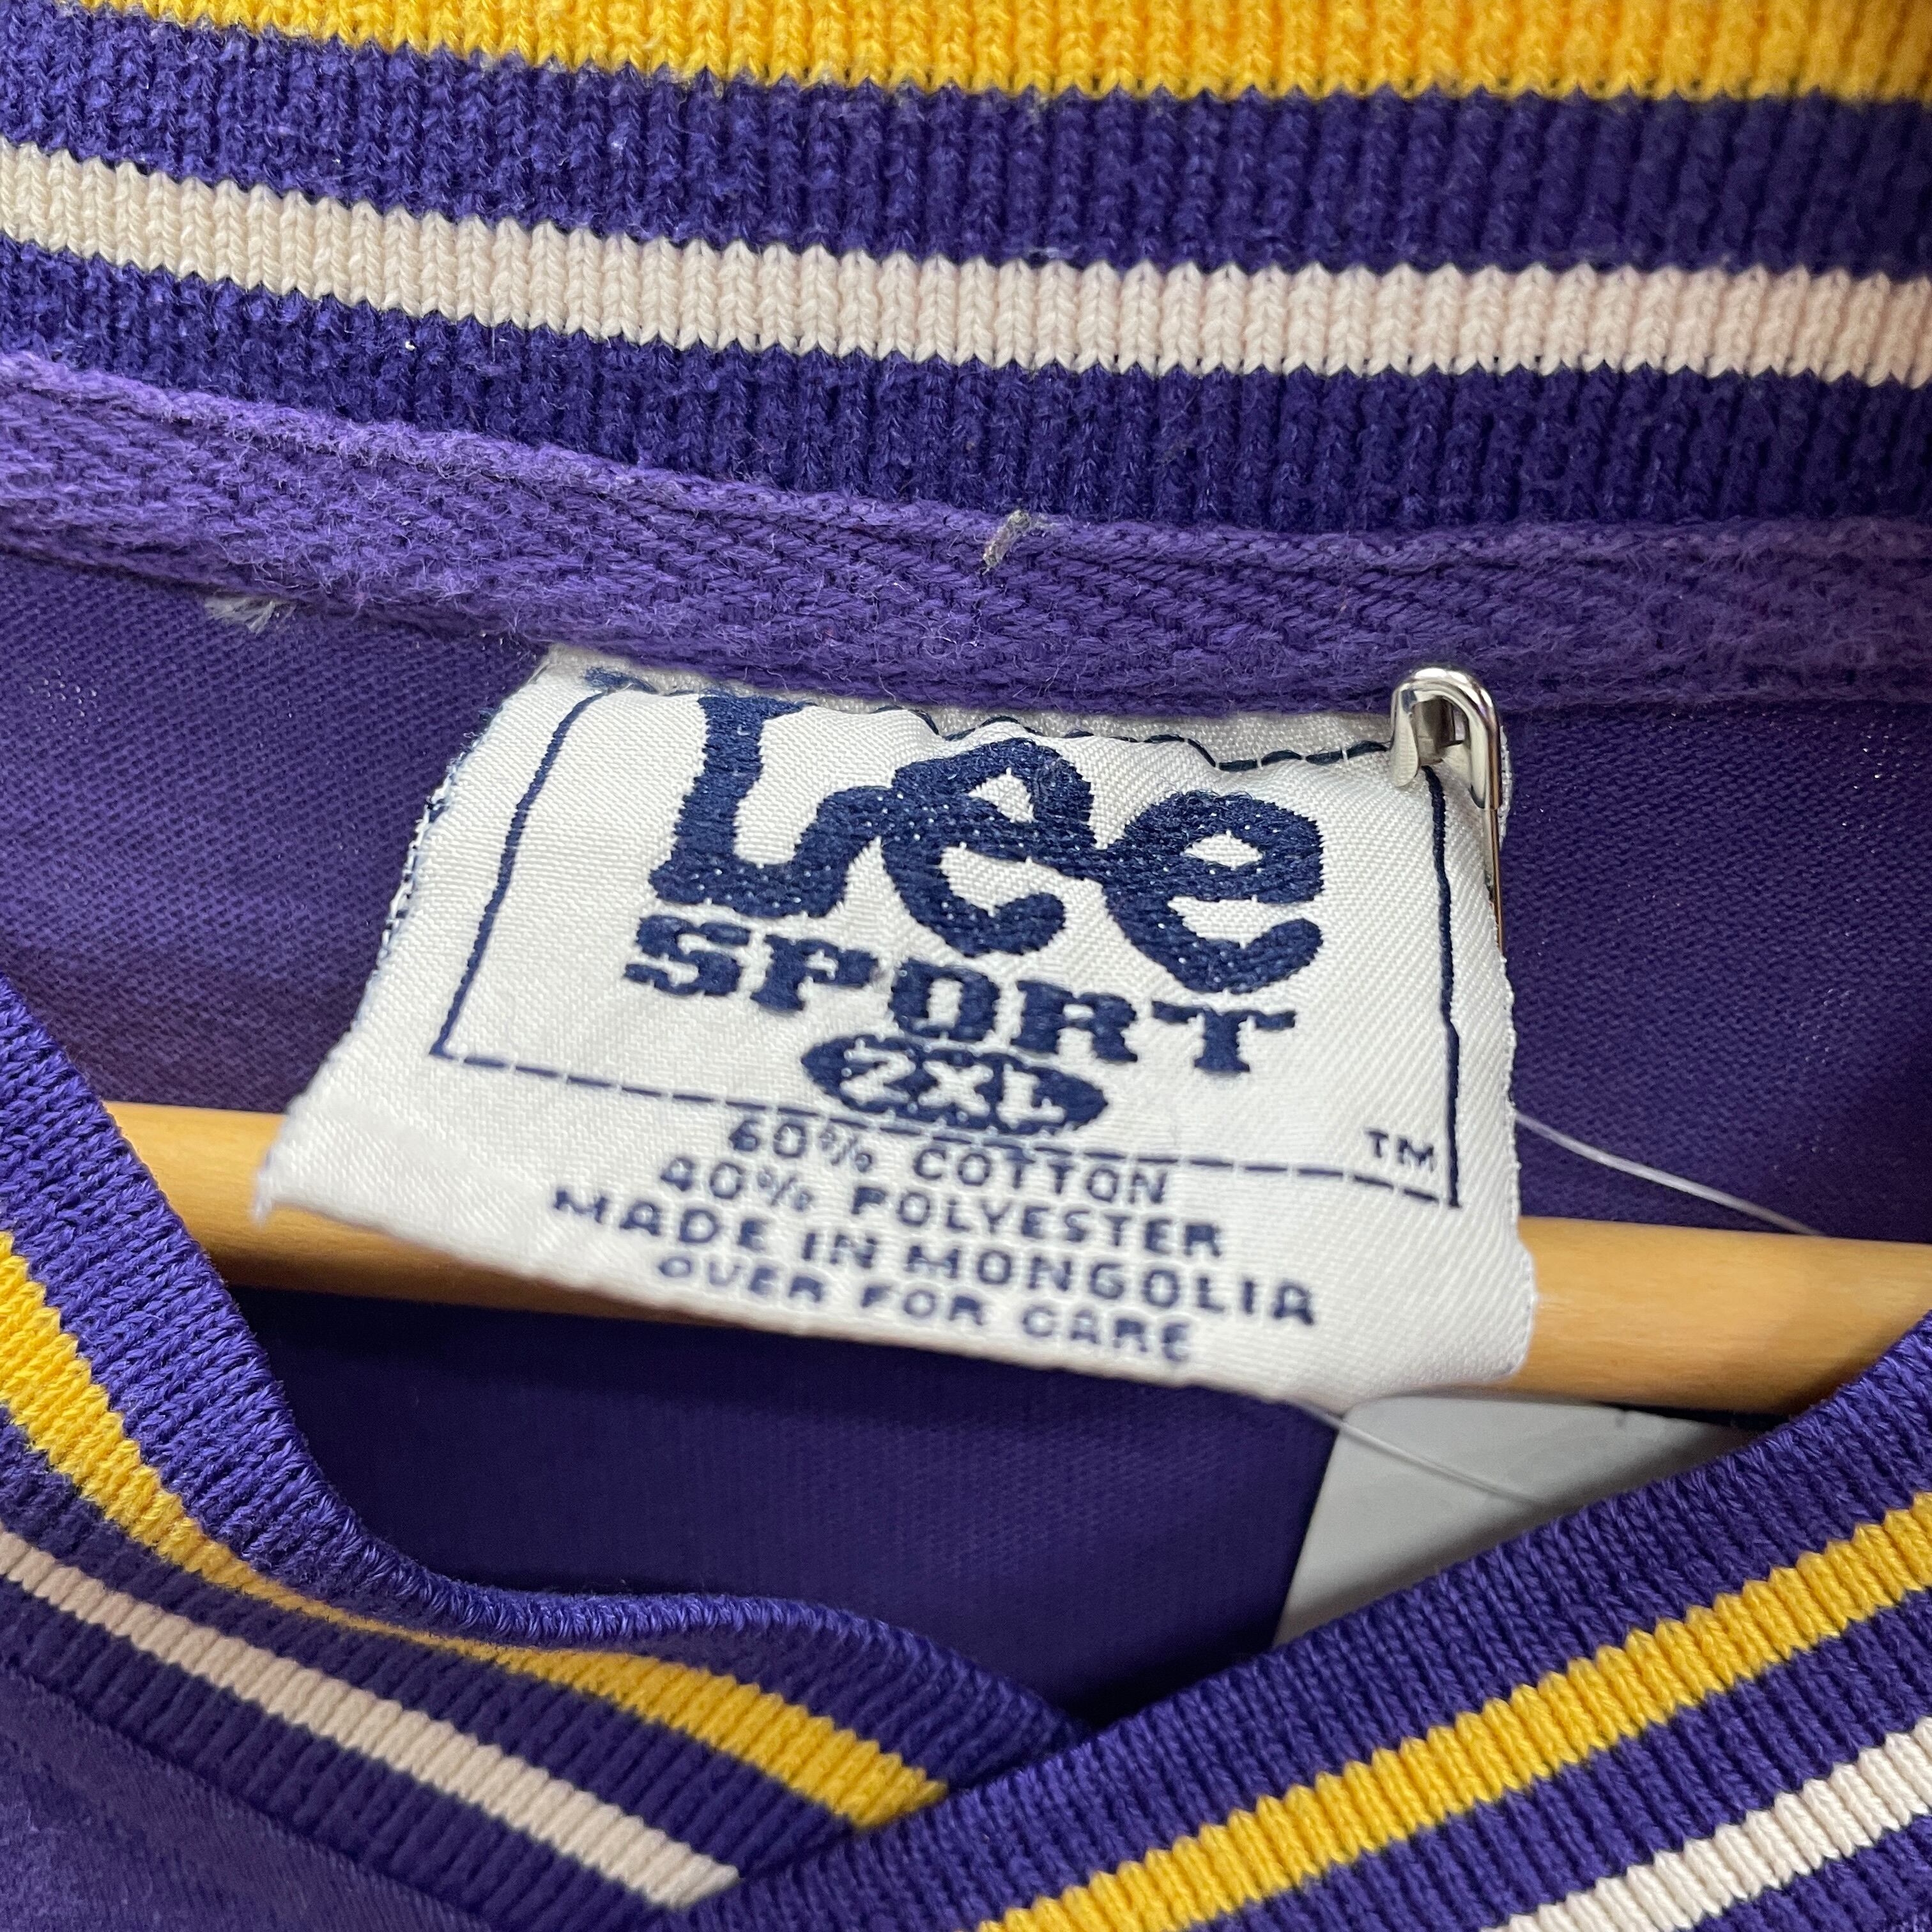 Lee
SPORT
2XL
TM
60% COTTON
40% POLYESTER
MADE IN MONGOLIA
OVER FOR CARE